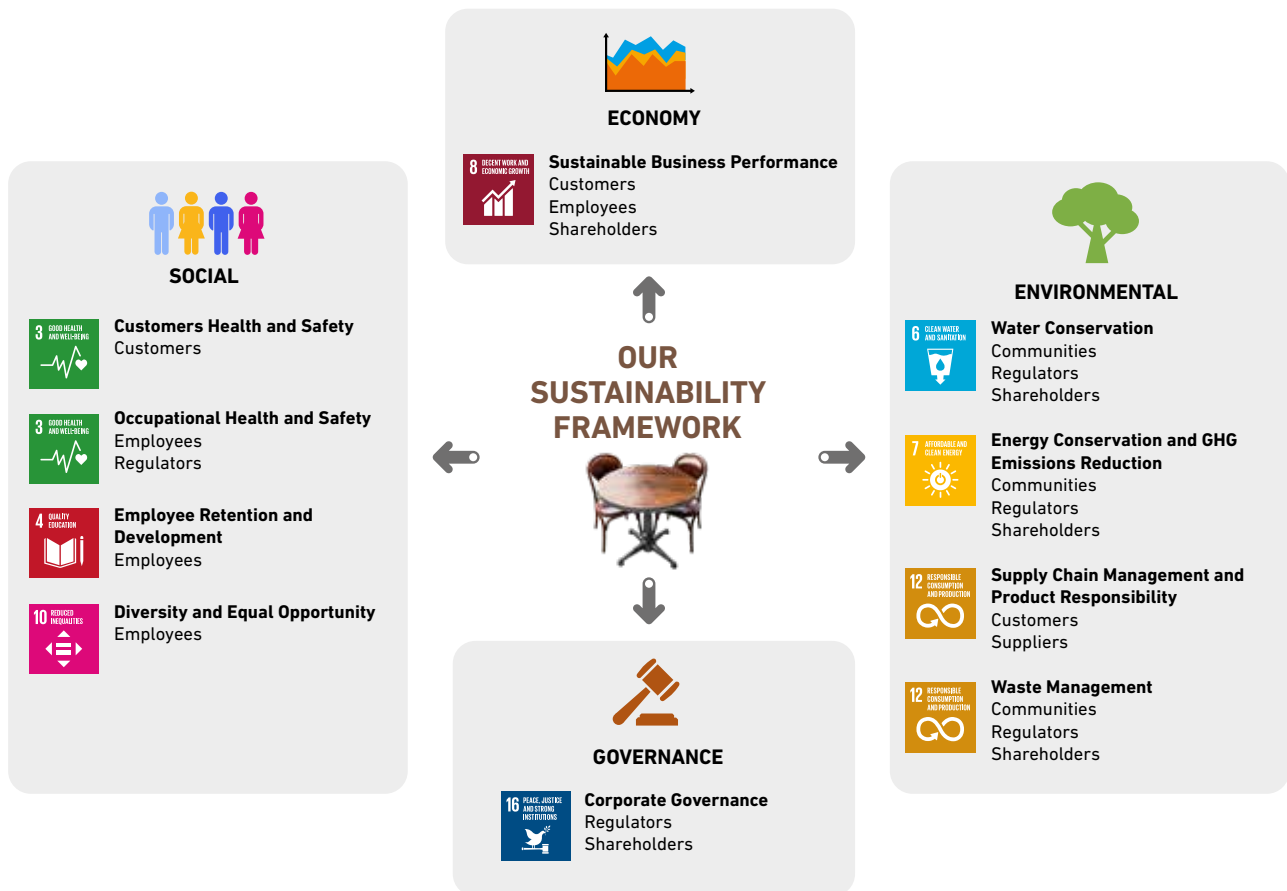 ECONOMY
8 DECENT WORK AND
ECONOMIC GROWTH
Sustainable Business Performance
Customers
Employees
Shareholders
SOCIAL
3 GOOD HEALTH
AND WELL-BEING
Customers Health and Safety
Customers
3 GOOD HEALTH
AND WELL-BEING
Occupational Health and Safety
Employees
Regulators
4 QUALITY
EDUCATION
Employee Retention and
Development
Employees
10 REDUCED
INEQUALITIES
Diversity and Equal Opportunity
Employees
OUR
SUSTAINABILITY
FRAMEWORK
ENVIRONMENTAL
6 CLEAN WATER
AND SANITATION
Water Conservation
Communities
Regulators
Shareholders
7 AFFORDABLE AND
CLEAN ENERGY
Energy Conservation and GHG
Emissions Reduction
Communities
Regulators
Shareholders
12 RESPONSIBLE
CONSUMPTION
AND PRODUCTION
Supply Chain Management and
Product Responsibility
Customers
Suppliers
12 RESPONSIBLE
CONSUMPTION
AND PRODUCTION
Waste Management
Communities
Regulators
Shareholders
GOVERNANCE
16 PEACE, JUSTICE
AND STRONG
INSTITUTIONS
Corporate Governance
Regulators
Shareholders